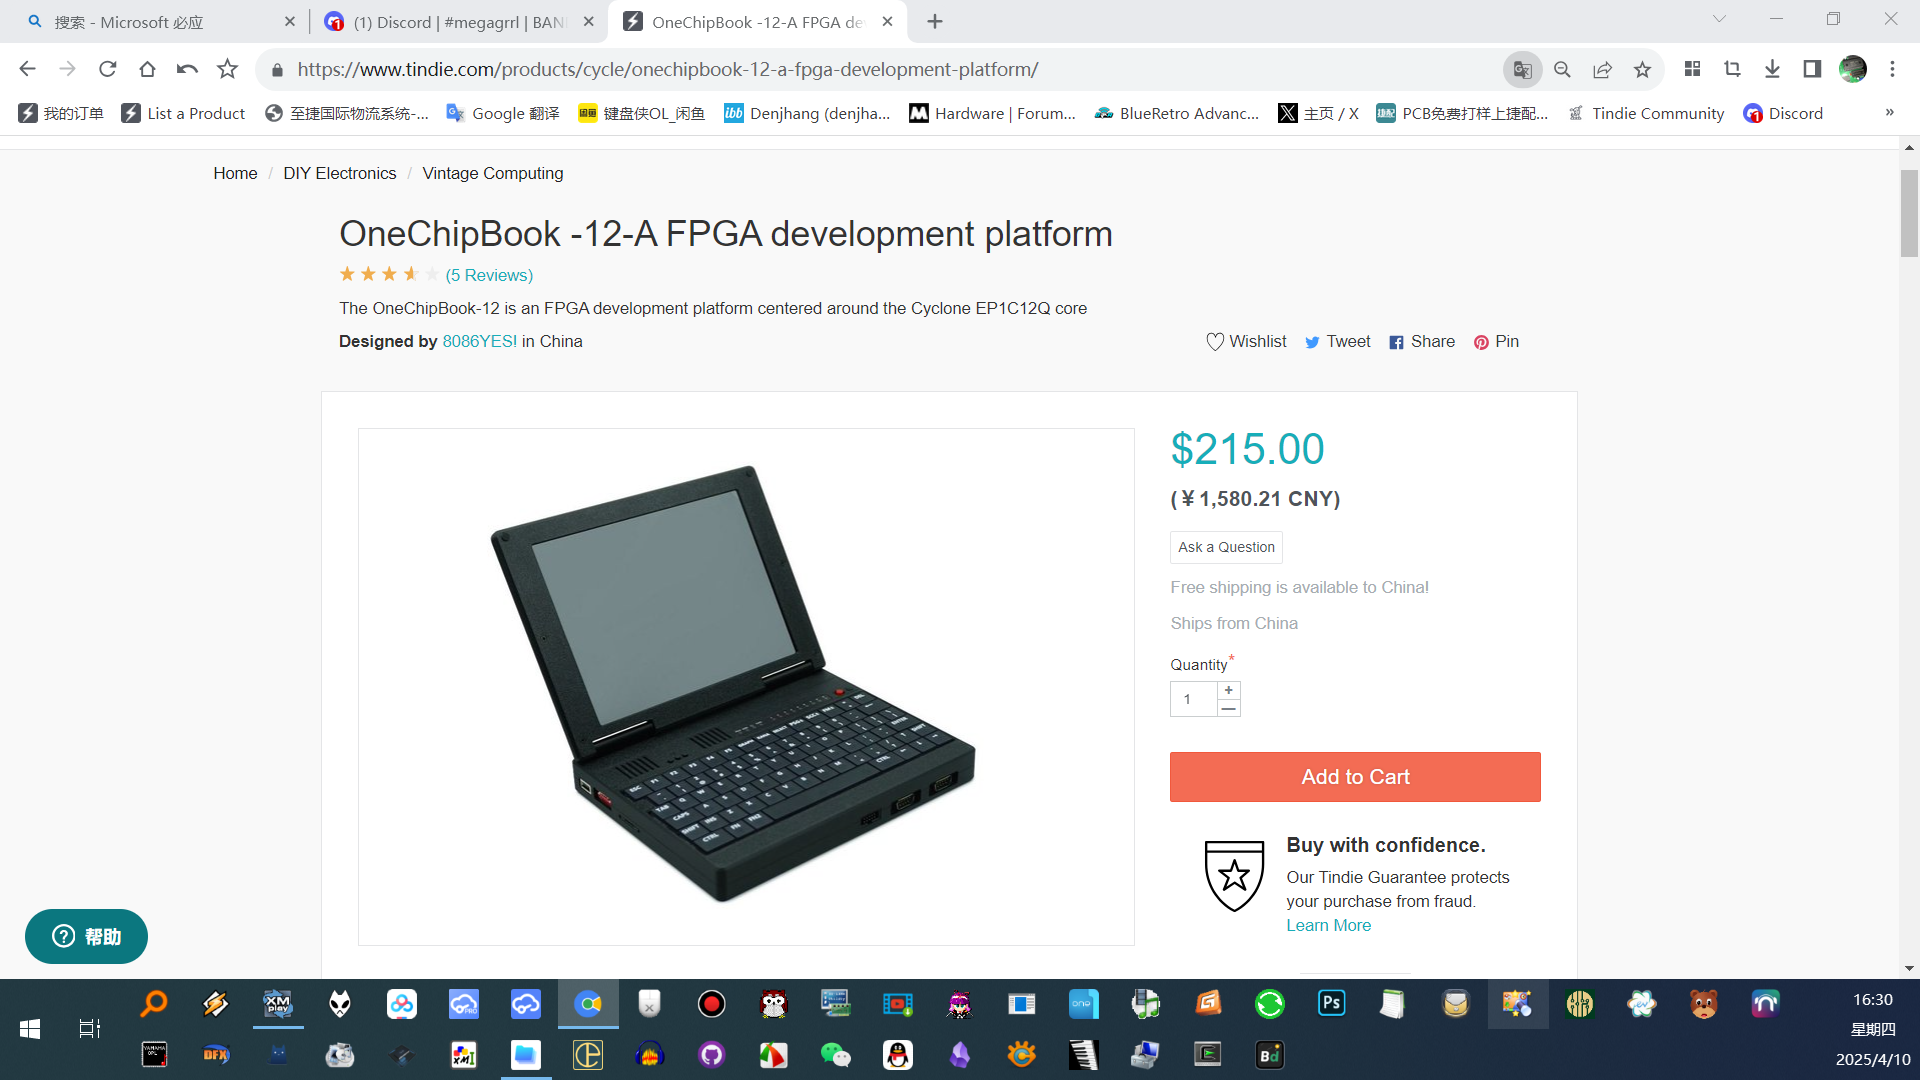 搜索 - Microsoft 必应
(1) Discord | #megagrrl | BAN
OneChipBook -12-A FPGA de
https://www.tindie.com/products/cycle/onechipbook-12-a-fpga-development-platform/
我的订单
List a Product
至捷国际物流系统-...
Google 翻译
键盘侠OL_闲鱼
Denjhang (denjha...
Hardware | Forum...
BlueRetro Advanc...
主页 / X
PCB免费打样上捷配...
Tindie Community
Discord
»
Home / DIY Electronics / Vintage Computing
OneChipBook -12-A FPGA development platform
(5 Reviews)
The OneChipBook-12 is an FPGA development platform centered around the Cyclone EP1C12Q core
Designed by 8086YES! in China
Wishlist
Tweet
Share
Pin
$215.00
(￥1,580.21 CNY)
Ask a Question
Free shipping is available to China!
Ships from China
Quantity*
1
+
—
Add to Cart
Buy with confidence.
Our Tindie Guarantee protects
your purchase from fraud.
Learn More
帮助
16:30
星期四
2025/4/10